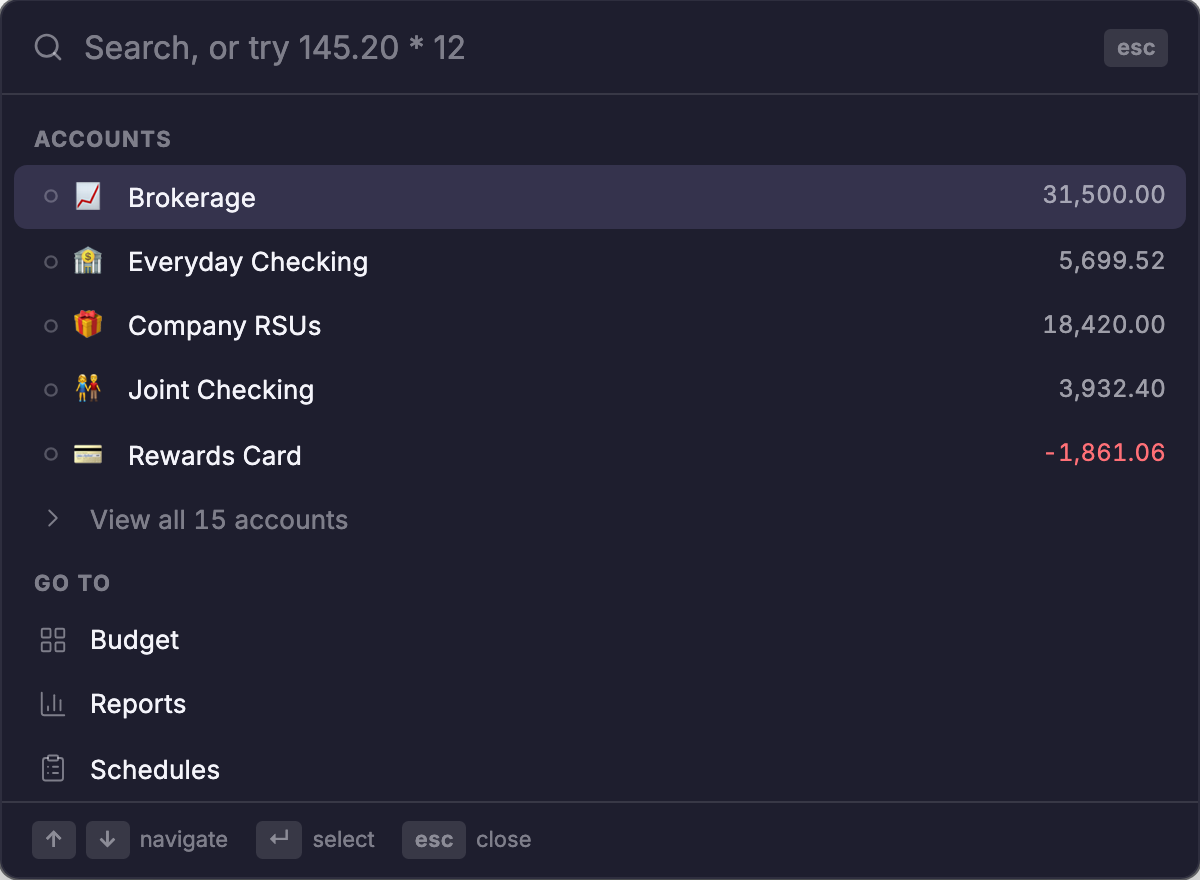 Search, or try 145.20 * 12 esc
ACCOUNTS
Brokerage 31,500.00
Everyday Checking 5,699.52
Company RSUs 18,420.00
Joint Checking 3,932.40
Rewards Card -1,861.06
View all 15 accounts
GO TO
Budget
Reports
Schedules
↑ ↓ navigate ↵ select esc close